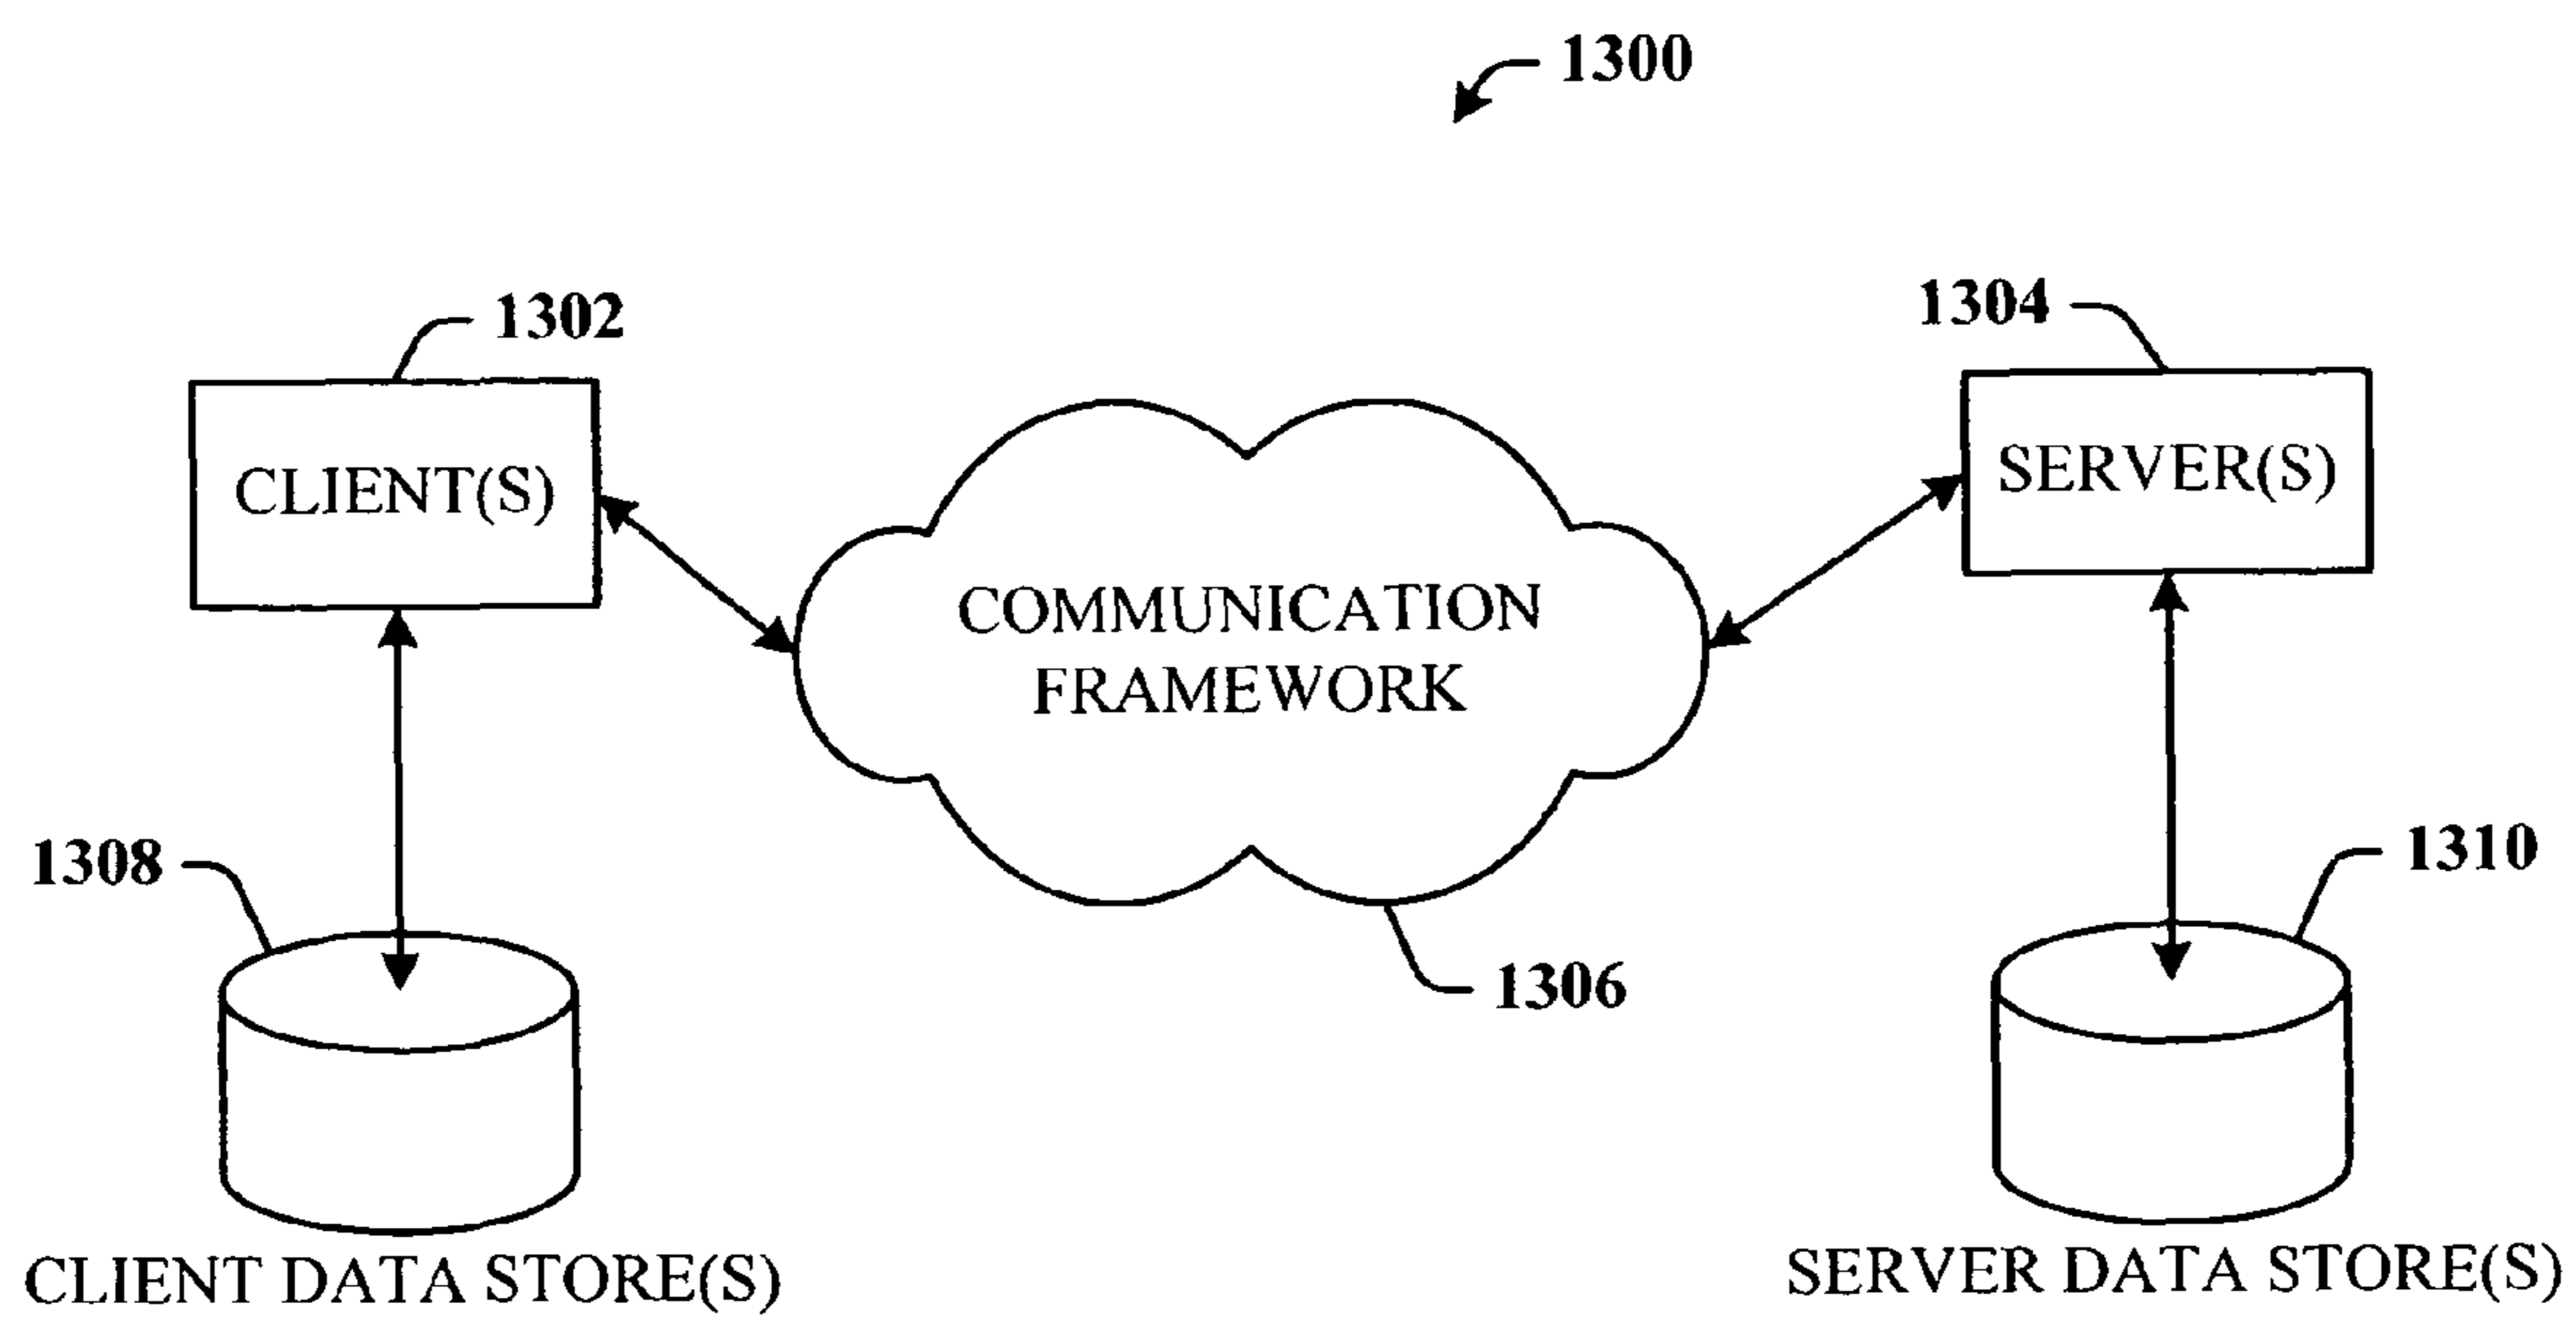 1300
1302
1304
CLIENT(S)
SERVER(S)
COMMUNICATION
FRAMEWORK
1308
1310
1306
CLIENT DATA STORE(S)
SERVER DATA STORE(S)